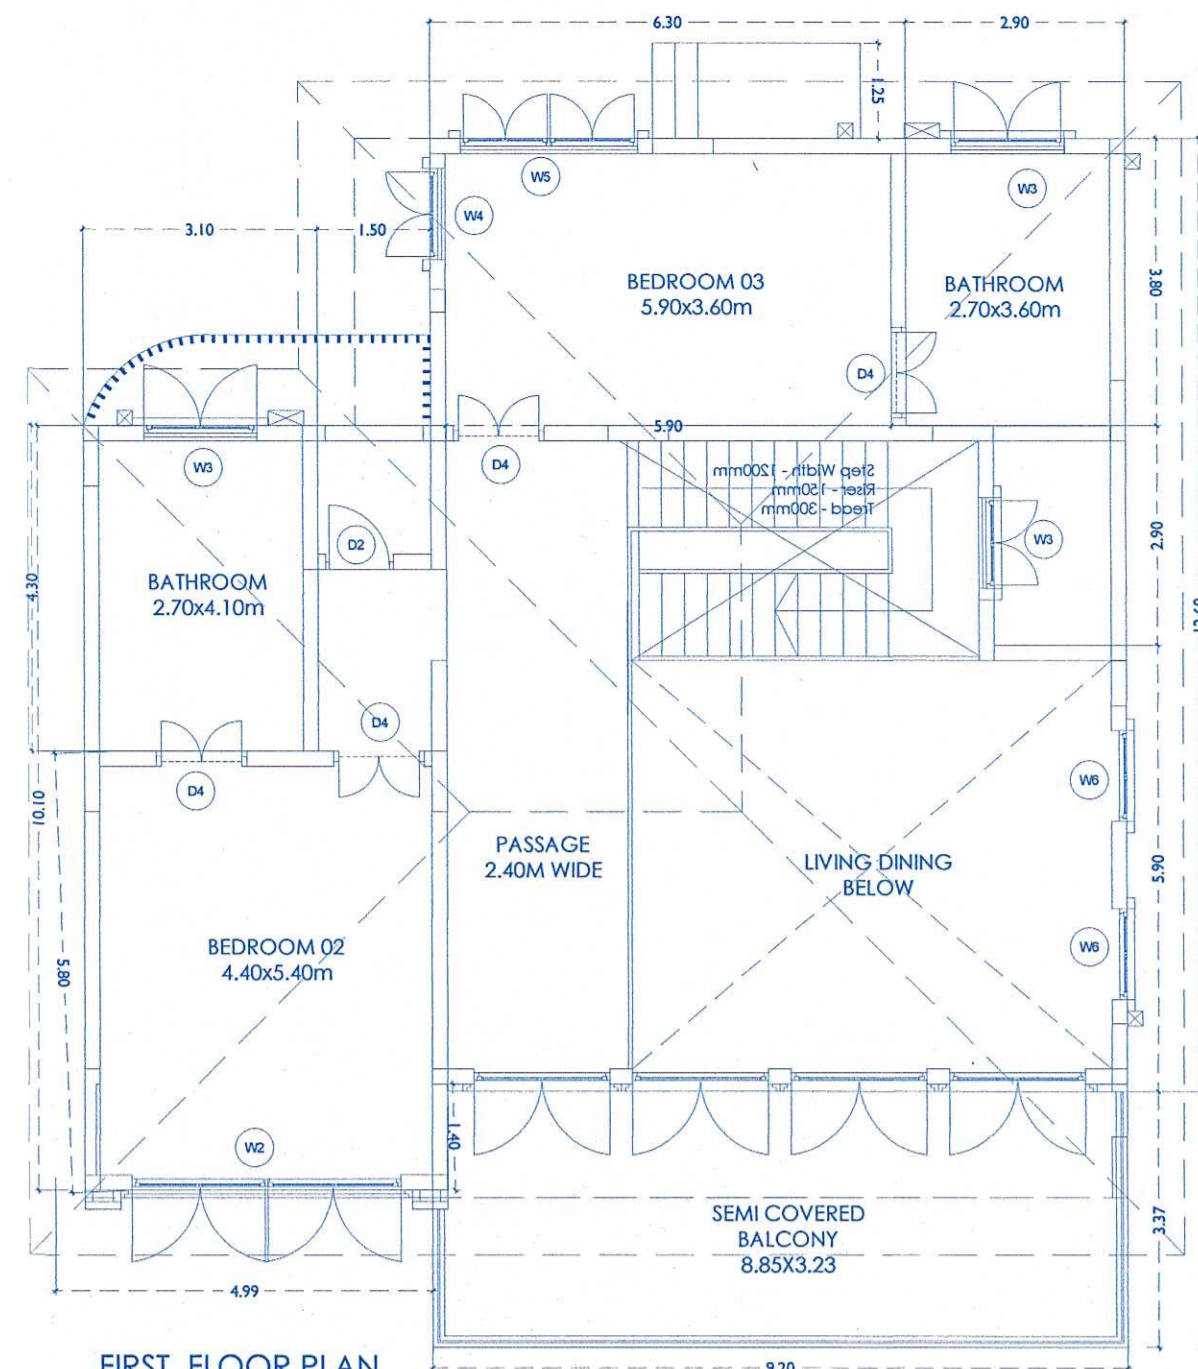 6.30
2.90
1.25
W5
W3
W4
3.10
1.50
BEDROOM 03
5.90x3.60m
BATHROOM
2.70x3.60m
3.80
D4
5.90
D4
W3
Step Width - 1200mm
Riser - 150mm
Tread - 300mm
D2
W3
2.90
4.30
BATHROOM
2.70x4.10m
D4
D4
W6
10.10
PASSAGE
2.40M WIDE
LIVING DINING
BELOW
5.90
BEDROOM 02
4.40x5.40m
5.80
W6
W2
1.40
SEMI COVERED
BALCONY
8.85X3.23
3.37
4.99
FIRST FLOOR PLAN
9.20